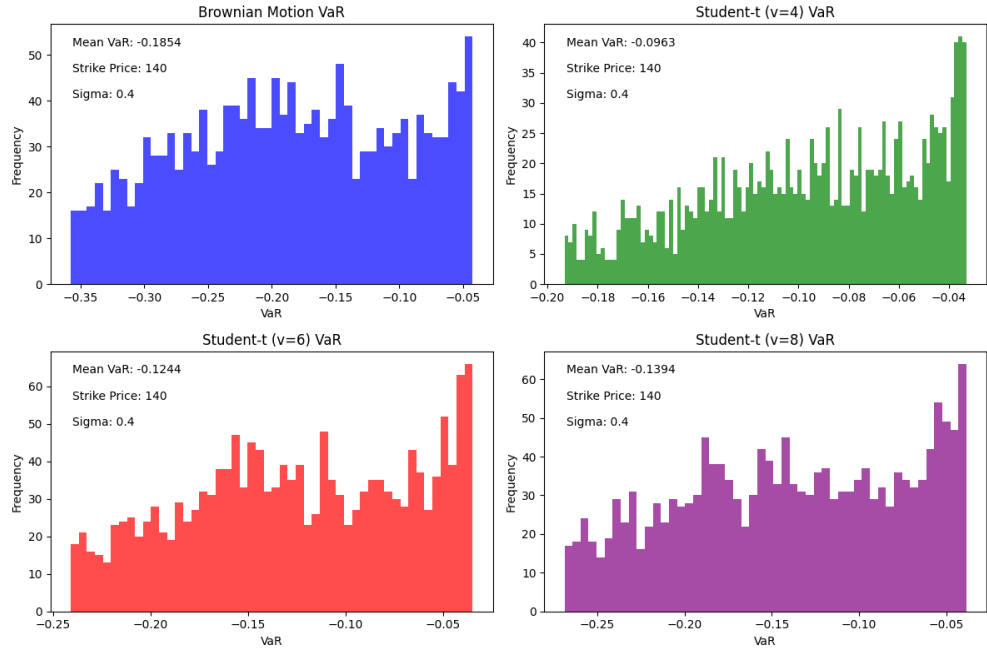 Brownian Motion VaR
Mean VaR: -0.1854
Strike Price: 140
Sigma: 0.4
Frequency
50
40
30
20
10
0
−0.35 −0.30 −0.25 −0.20 −0.15 −0.10 −0.05
VaR
Student-t (v=4) VaR
Mean VaR: -0.0963
Strike Price: 140
Sigma: 0.4
Frequency
40
35
30
25
20
15
10
5
0
−0.20 −0.18 −0.16 −0.14 −0.12 −0.10 −0.08 −0.06 −0.04
VaR
Student-t (v=6) VaR
Mean VaR: -0.1244
Strike Price: 140
Sigma: 0.4
Frequency
60
50
40
30
20
10
0
−0.25 −0.20 −0.15 −0.10 −0.05
VaR
Student-t (v=8) VaR
Mean VaR: -0.1394
Strike Price: 140
Sigma: 0.4
Frequency
60
50
40
30
20
10
0
−0.25 −0.20 −0.15 −0.10 −0.05
VaR